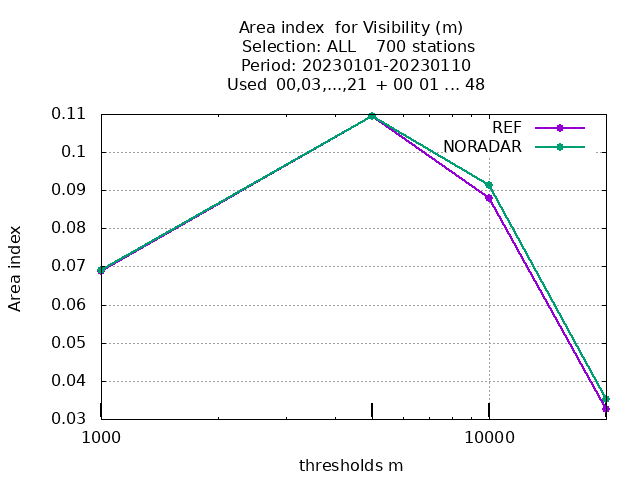 Area index  for Visibility (m)
Selection: ALL    700 stations
Period: 20230101-20230110
Used  00,03,...,21  + 00 01 ... 48
0.11
REF
NORADAR
0.1
0.09
0.08
Area index
0.07
0.06
0.05
0.04
0.03
1000
10000
thresholds m